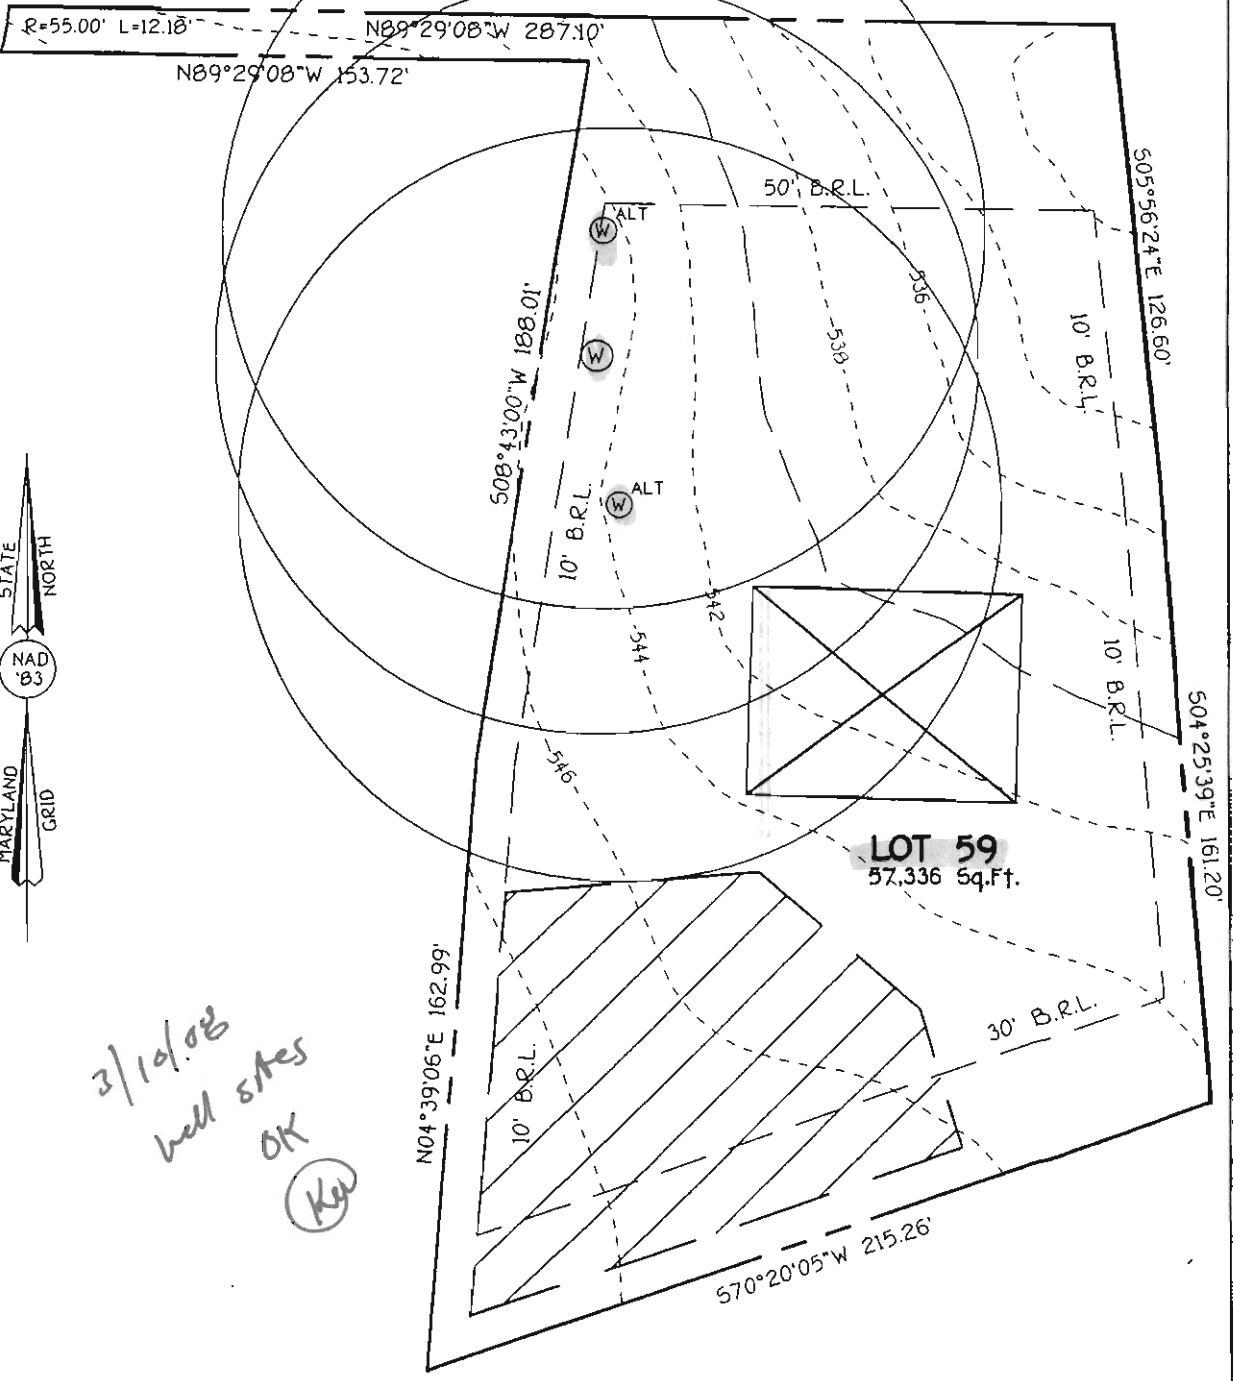 R=55.00' L=12.18'
N89°29'08"W 287.10'
N89°29'08"W 153.72'
50' B.R.L.
ALT
W
S05°56'24"E 126.60'
536
538
10' B.R.L.
S08°43'00"W 188.01'
W
ALT
W
10' B.R.L.
STATE
NORTH
NAD
'83
MARYLAND
GRID
542
544
546
10' B.R.L.
S04°25'39"E 161.20'
LOT 59
57,336 Sq.Ft.
N04°39'06"E 162.99'
10' B.R.L.
30' B.R.L.
S70°20'05"W 215.26'
3/10/08
well sites
OK